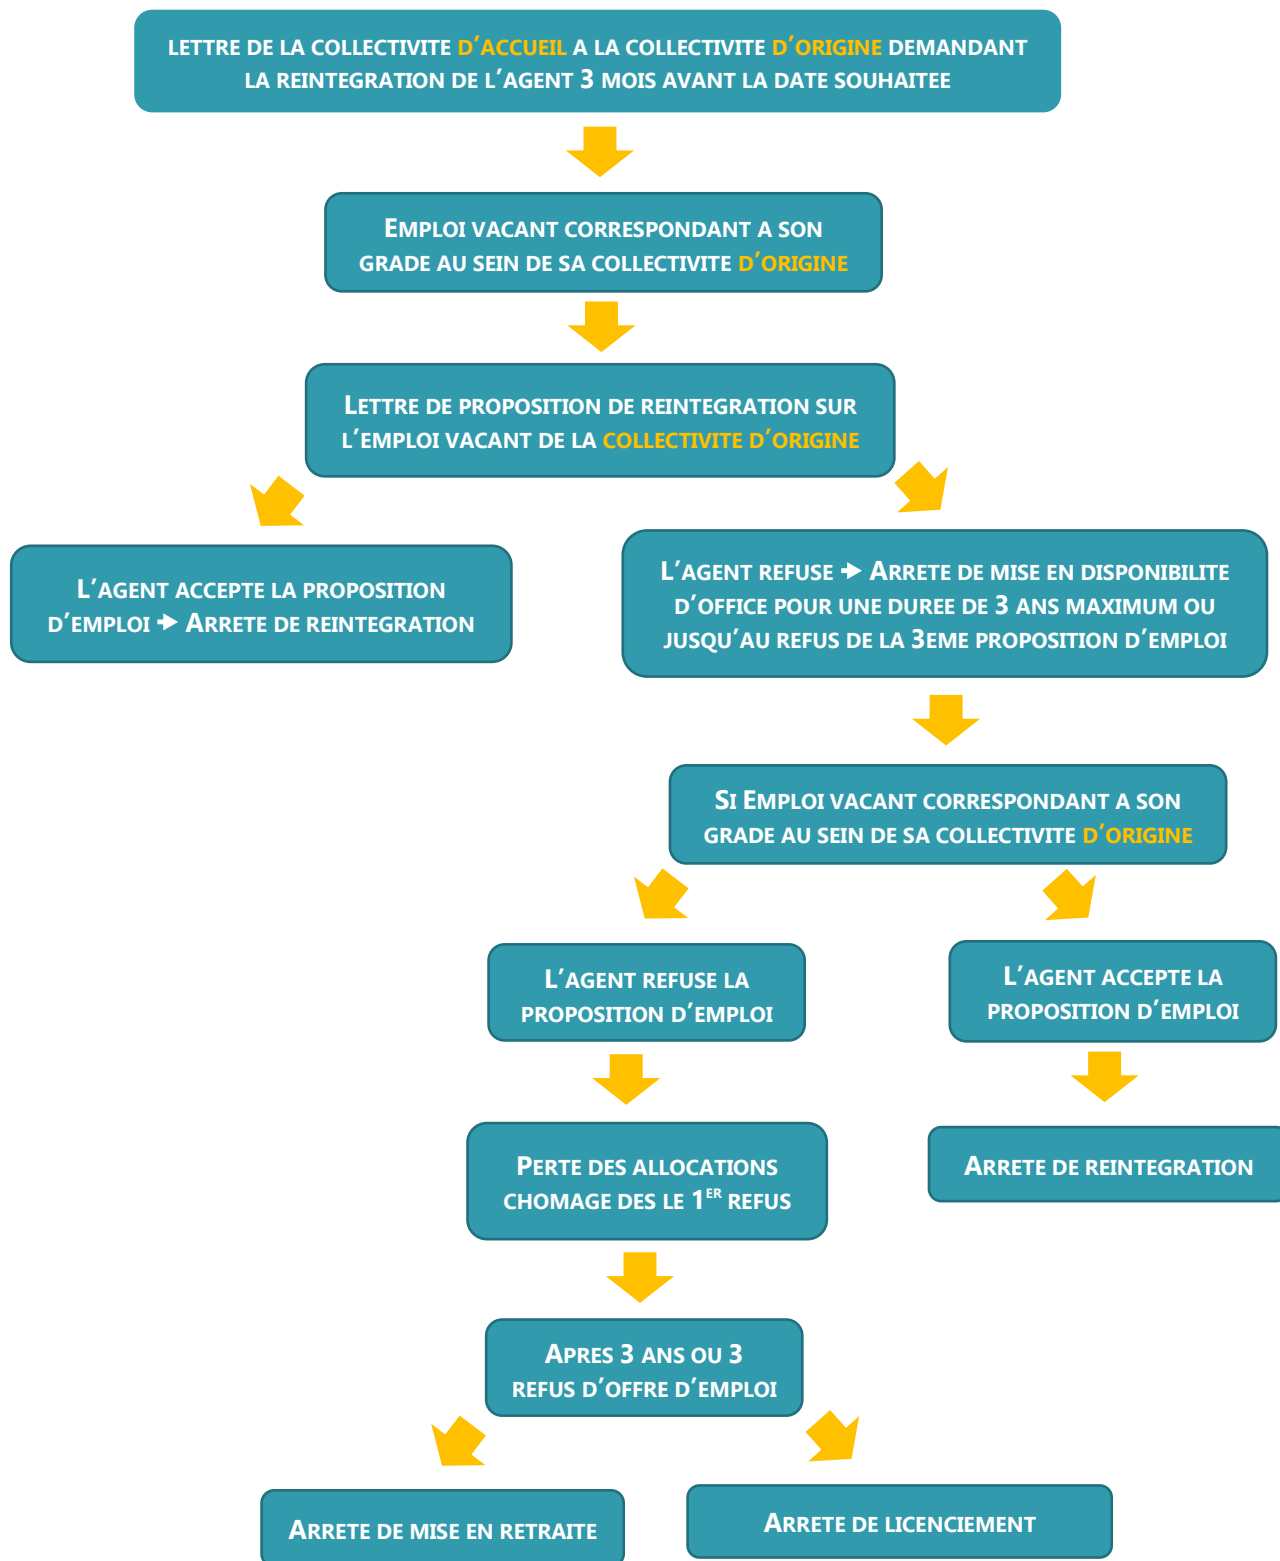 LETTRE DE LA COLLECTIVITE D'ACCUEIL A LA COLLECTIVITE D'ORIGINE DEMANDANT
LA REINTEGRATION DE L'AGENT 3 MOIS AVANT LA DATE SOUHAITEE
EMPLOI VACANT CORRESPONDANT A SON
GRADE AU SEIN DE SA COLLECTIVITE D'ORIGINE
LETTRE DE PROPOSITION DE REINTEGRATION SUR
L'EMPLOI VACANT DE LA COLLECTIVITE D'ORIGINE
L'AGENT ACCEPTE LA PROPOSITION
D'EMPLOI → ARRETE DE REINTEGRATION
L'AGENT REFUSE → ARRETE DE MISE EN DISPONIBILITE
D'OFFICE POUR UNE DUREE DE 3 ANS MAXIMUM OU
JUSQU'AU REFUS DE LA 3EME PROPOSITION D'EMPLOI
SI EMPLOI VACANT CORRESPONDANT A SON
GRADE AU SEIN DE SA COLLECTIVITE D'ORIGINE
L'AGENT REFUSE LA
PROPOSITION D'EMPLOI
L'AGENT ACCEPTE LA
PROPOSITION D'EMPLOI
PERTE DES ALLOCATIONS
CHOMAGE DES LE 1ER REFUS
ARRETE DE REINTEGRATION
APRES 3 ANS OU 3
REFUS D'OFFRE D'EMPLOI
ARRETE DE MISE EN RETRAITE
ARRETE DE LICENCIEMENT